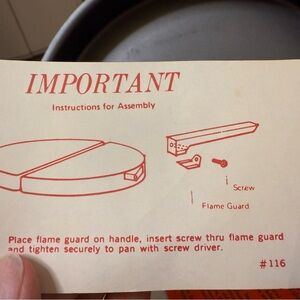 IMPORTANT
Instructions for Assembly
Screw
Flame Guard
Place flame guard on handle, insert screw thru flame guard
and tighten securely to pan with screw driver.
#116